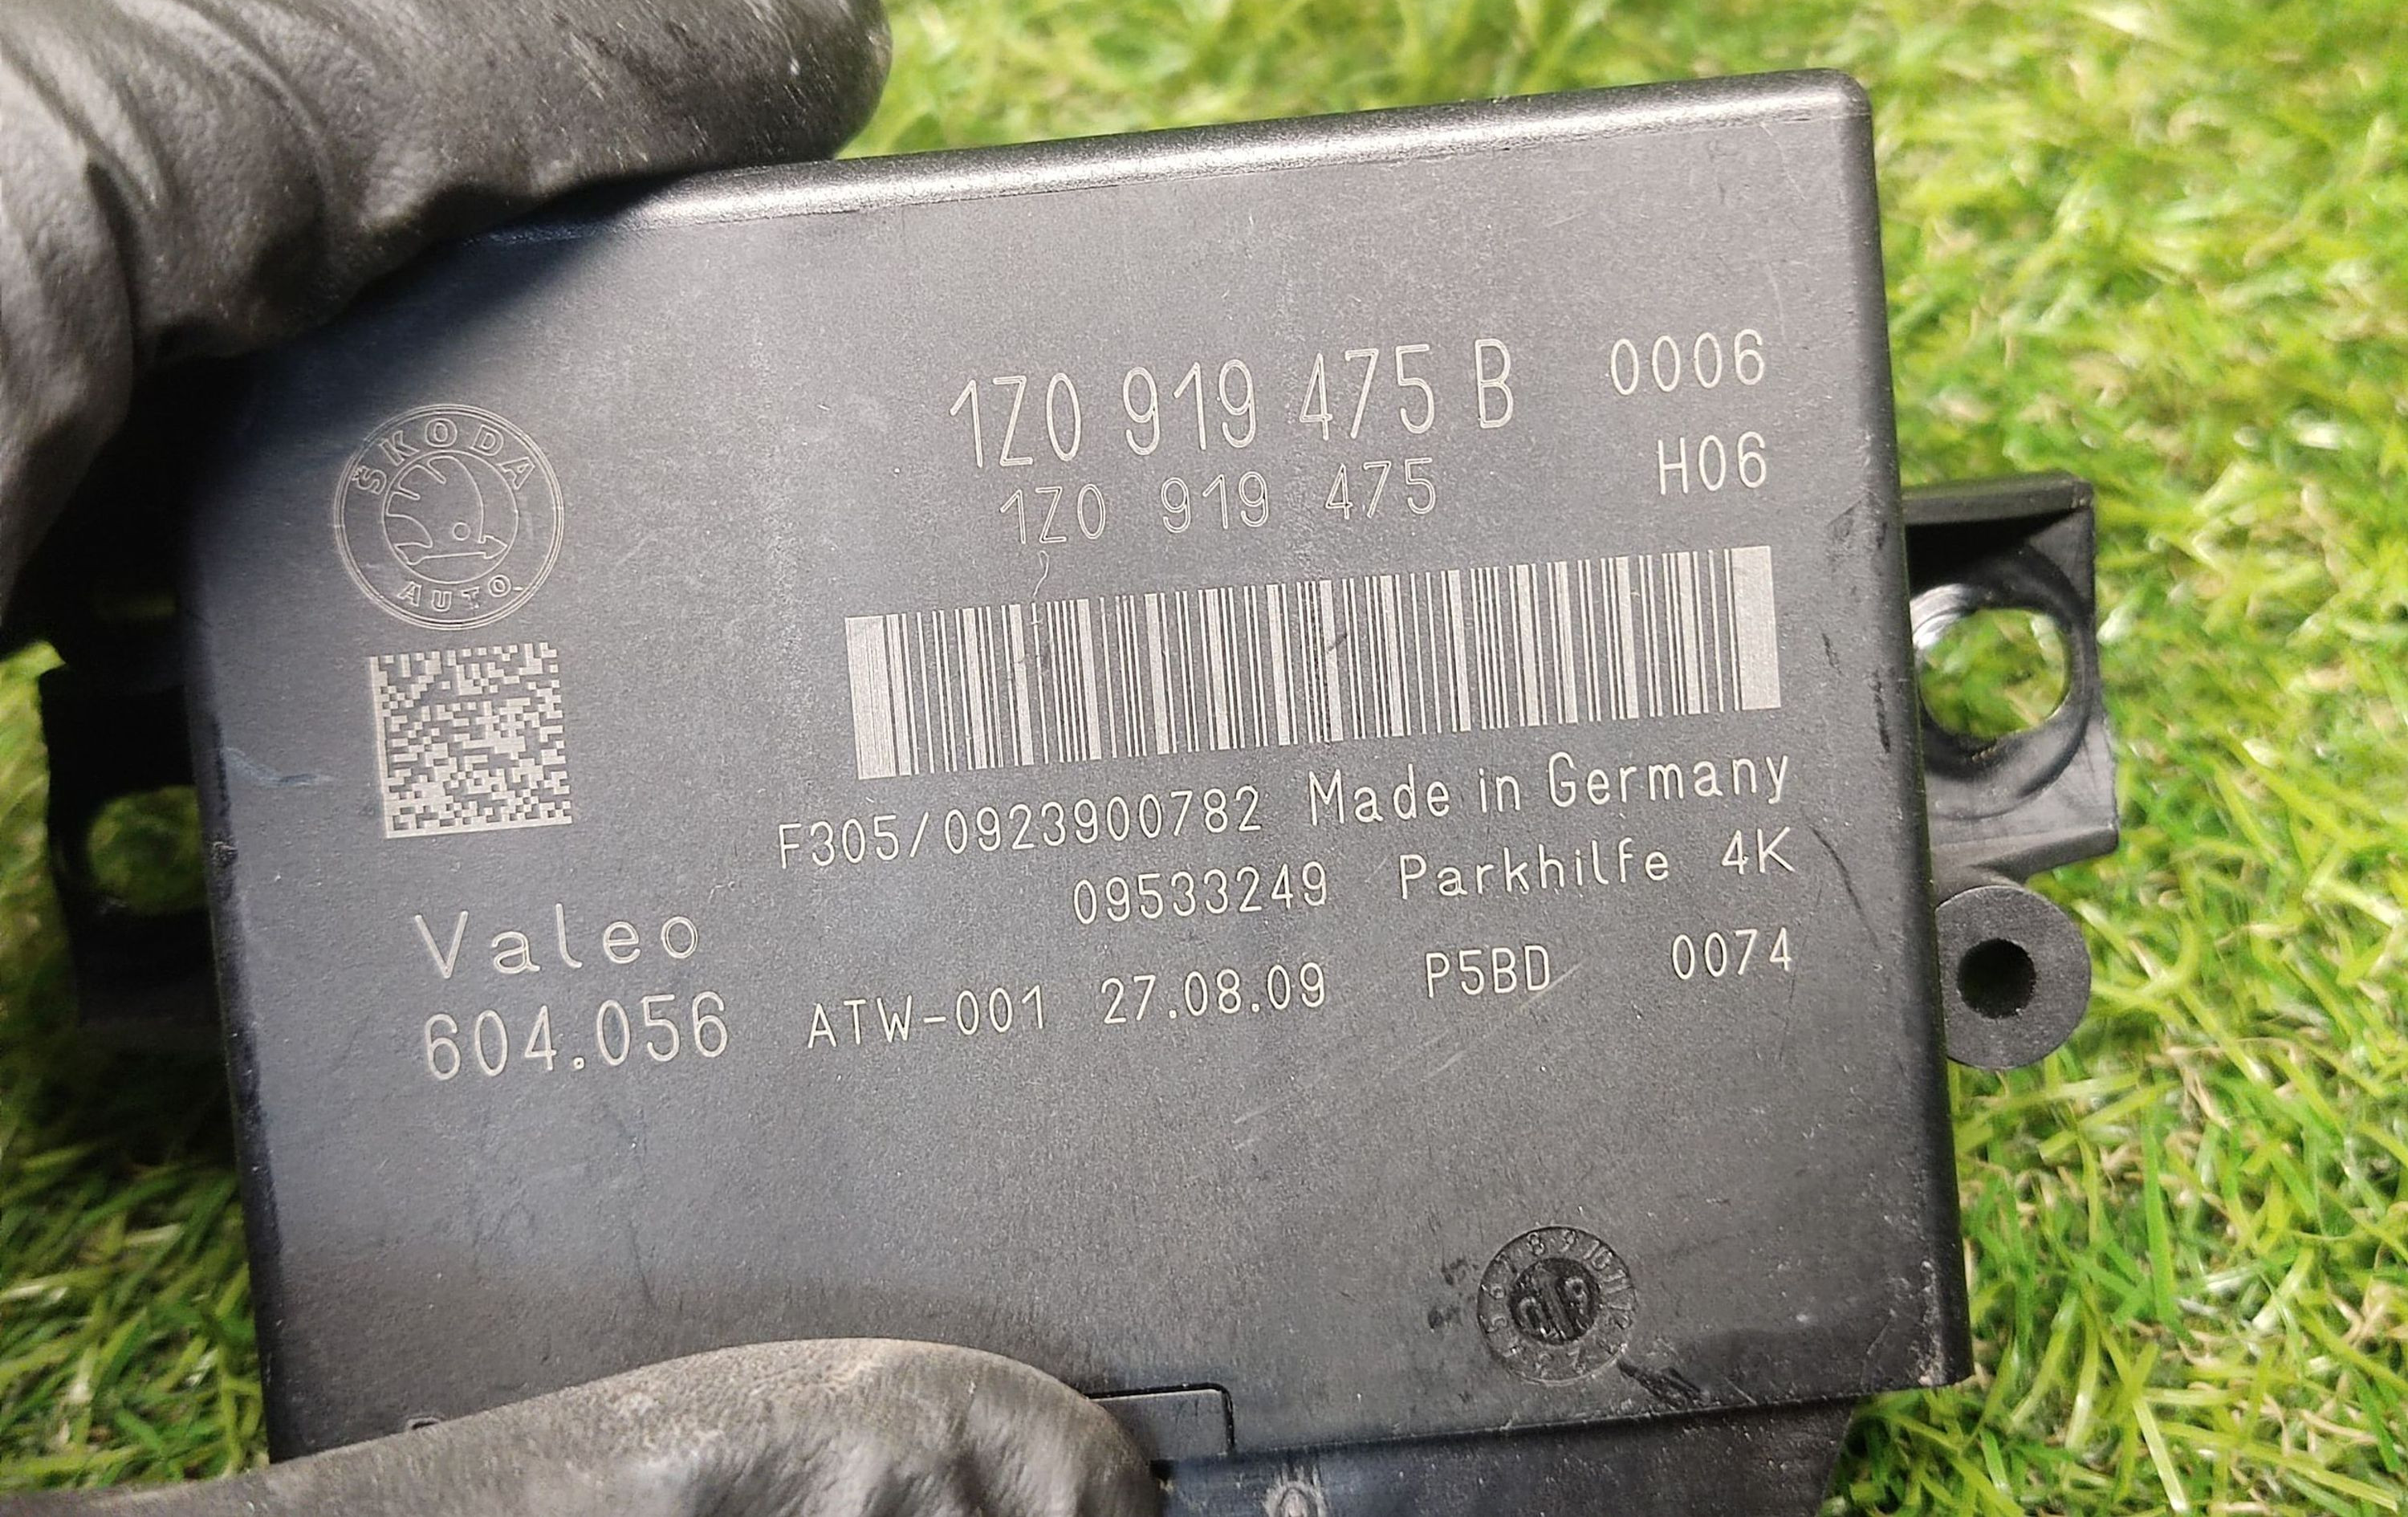 1Z0 919 475 B 0006
1Z0 919 475 H06
ŠKODA
AUTO
F305/0923900782 Made in Germany
09533249 Parkhilfe 4K
Valeo
604.056 ATW-001 27.08.09 P5BD 0074